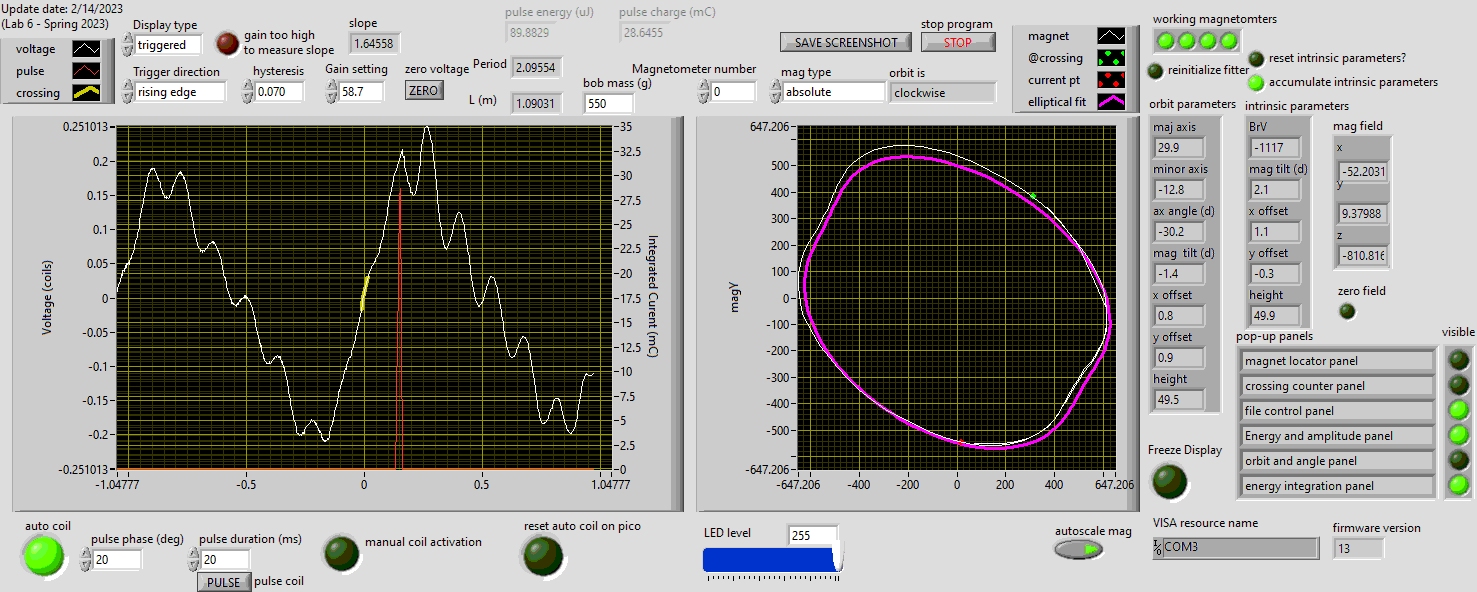 Update date: 2/14/2023
(Lab 6 - Spring 2023)
voltage
pulse
crossing
Display type
triggered
gain too high
to measure slope
slope
1.64558
Trigger direction
rising edge
hysteresis
0.070
Gain setting
58.7
zero voltage
ZERO
pulse energy (uJ)
89.8829
pulse charge (mC)
28.6455
Period
2.09554
L (m)
1.09031
bob mass (g)
550
Magnetometer number
0
mag type
absolute
orbit is
clockwise
SAVE SCREENSHOT
stop program
STOP
magnet
@crossing
current pt
elliptical fit
working magnetomters
reinitialize fitter
reset intrinsic parameters?
accumulate intrinsic parameters
orbit parameters
maj axis
29.9
minor axis
-12.8
ax angle (d)
-30.2
mag tilt (d)
-1.4
x offset
0.8
y offset
0.9
height
49.5
intrinsic parameters
BrV
-1117
mag tilt (d)
2.1
x offset
1.1
y offset
-0.3
height
49.9
mag field
x
-52.2031
y
9.37988
z
-810.816
zero field
pop-up panels
visible
magnet locator panel
crossing counter panel
file control panel
Energy and amplitude panel
orbit and angle panel
energy integration panel
Freeze Display
Voltage (coils)
0.251013
0.2
0.15
0.1
0.05
0
-0.05
-0.1
-0.15
-0.2
-0.251013
-1.04777
-0.5
0
0.5
1.04777
35
32.5
30
27.5
25
22.5
20
17.5
15
12.5
10
7.5
5
2.5
0
Integrated Current (mC)
magY
647.206
500
400
300
200
100
0
-100
-200
-300
-400
-500
-647.206
-647.206
-400
-200
0
200
400
647.206
auto coil
pulse phase (deg)
20
pulse duration (ms)
20
PULSE
pulse coil
manual coil activation
reset auto coil on pico
LED level
255
autoscale mag
VISA resource name
COM3
firmware version
13